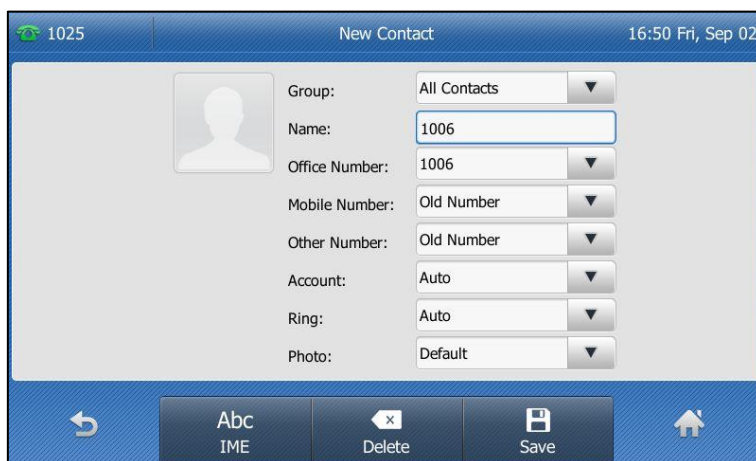 1025 New Contact 16:50 Fri, Sep 02
Group: All Contacts
Name: 1006
Office Number: 1006
Mobile Number: Old Number
Other Number: Old Number
Account: Auto
Ring: Auto
Photo: Default
Abc Delete Save
IME